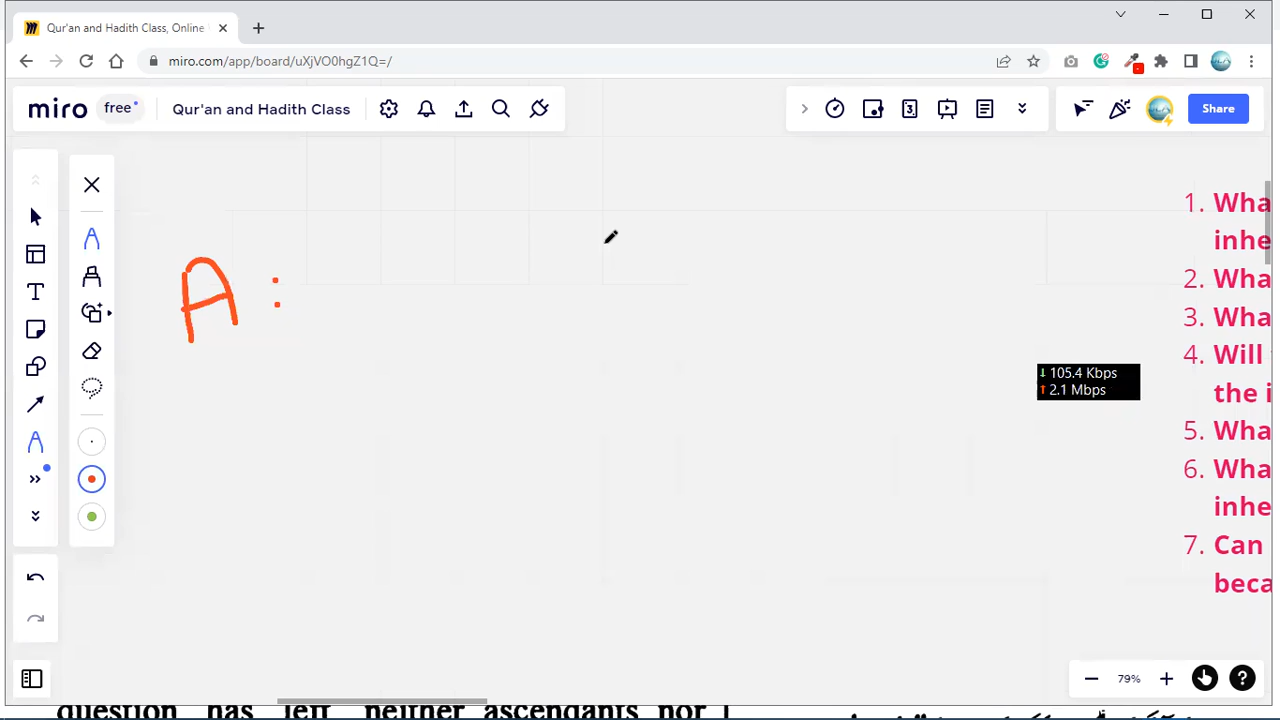 Qur'an and Hadith Class, Online
miro.com/app/board/uXjVO0hgZ1Q=/
miro free Qur'an and Hadith Class
3
Share
A :
1. Wha
inhe
2. Wha
3. Wha
4. Will
the i
↓ 105.4 Kbps
↑ 2.1 Mbps
5. Wha
6. Wha
inhe
7. Can
beca
79%
question has left neither ascendants nor